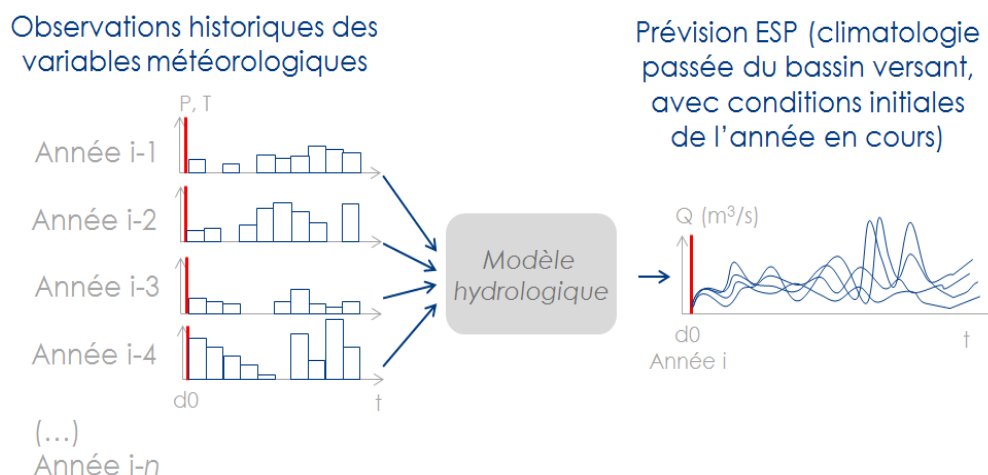 Observations historiques des
variables météorologiques
P, T
Année i-1
Année i-2
Année i-3
Année i-4
d0
t
(...)
Année i-n
Modèle
hydrologique
Prévision ESP (climatologie
passée du bassin versant,
avec conditions initiales
de l'année en cours)
Q (m³/s)
d0
t
Année i